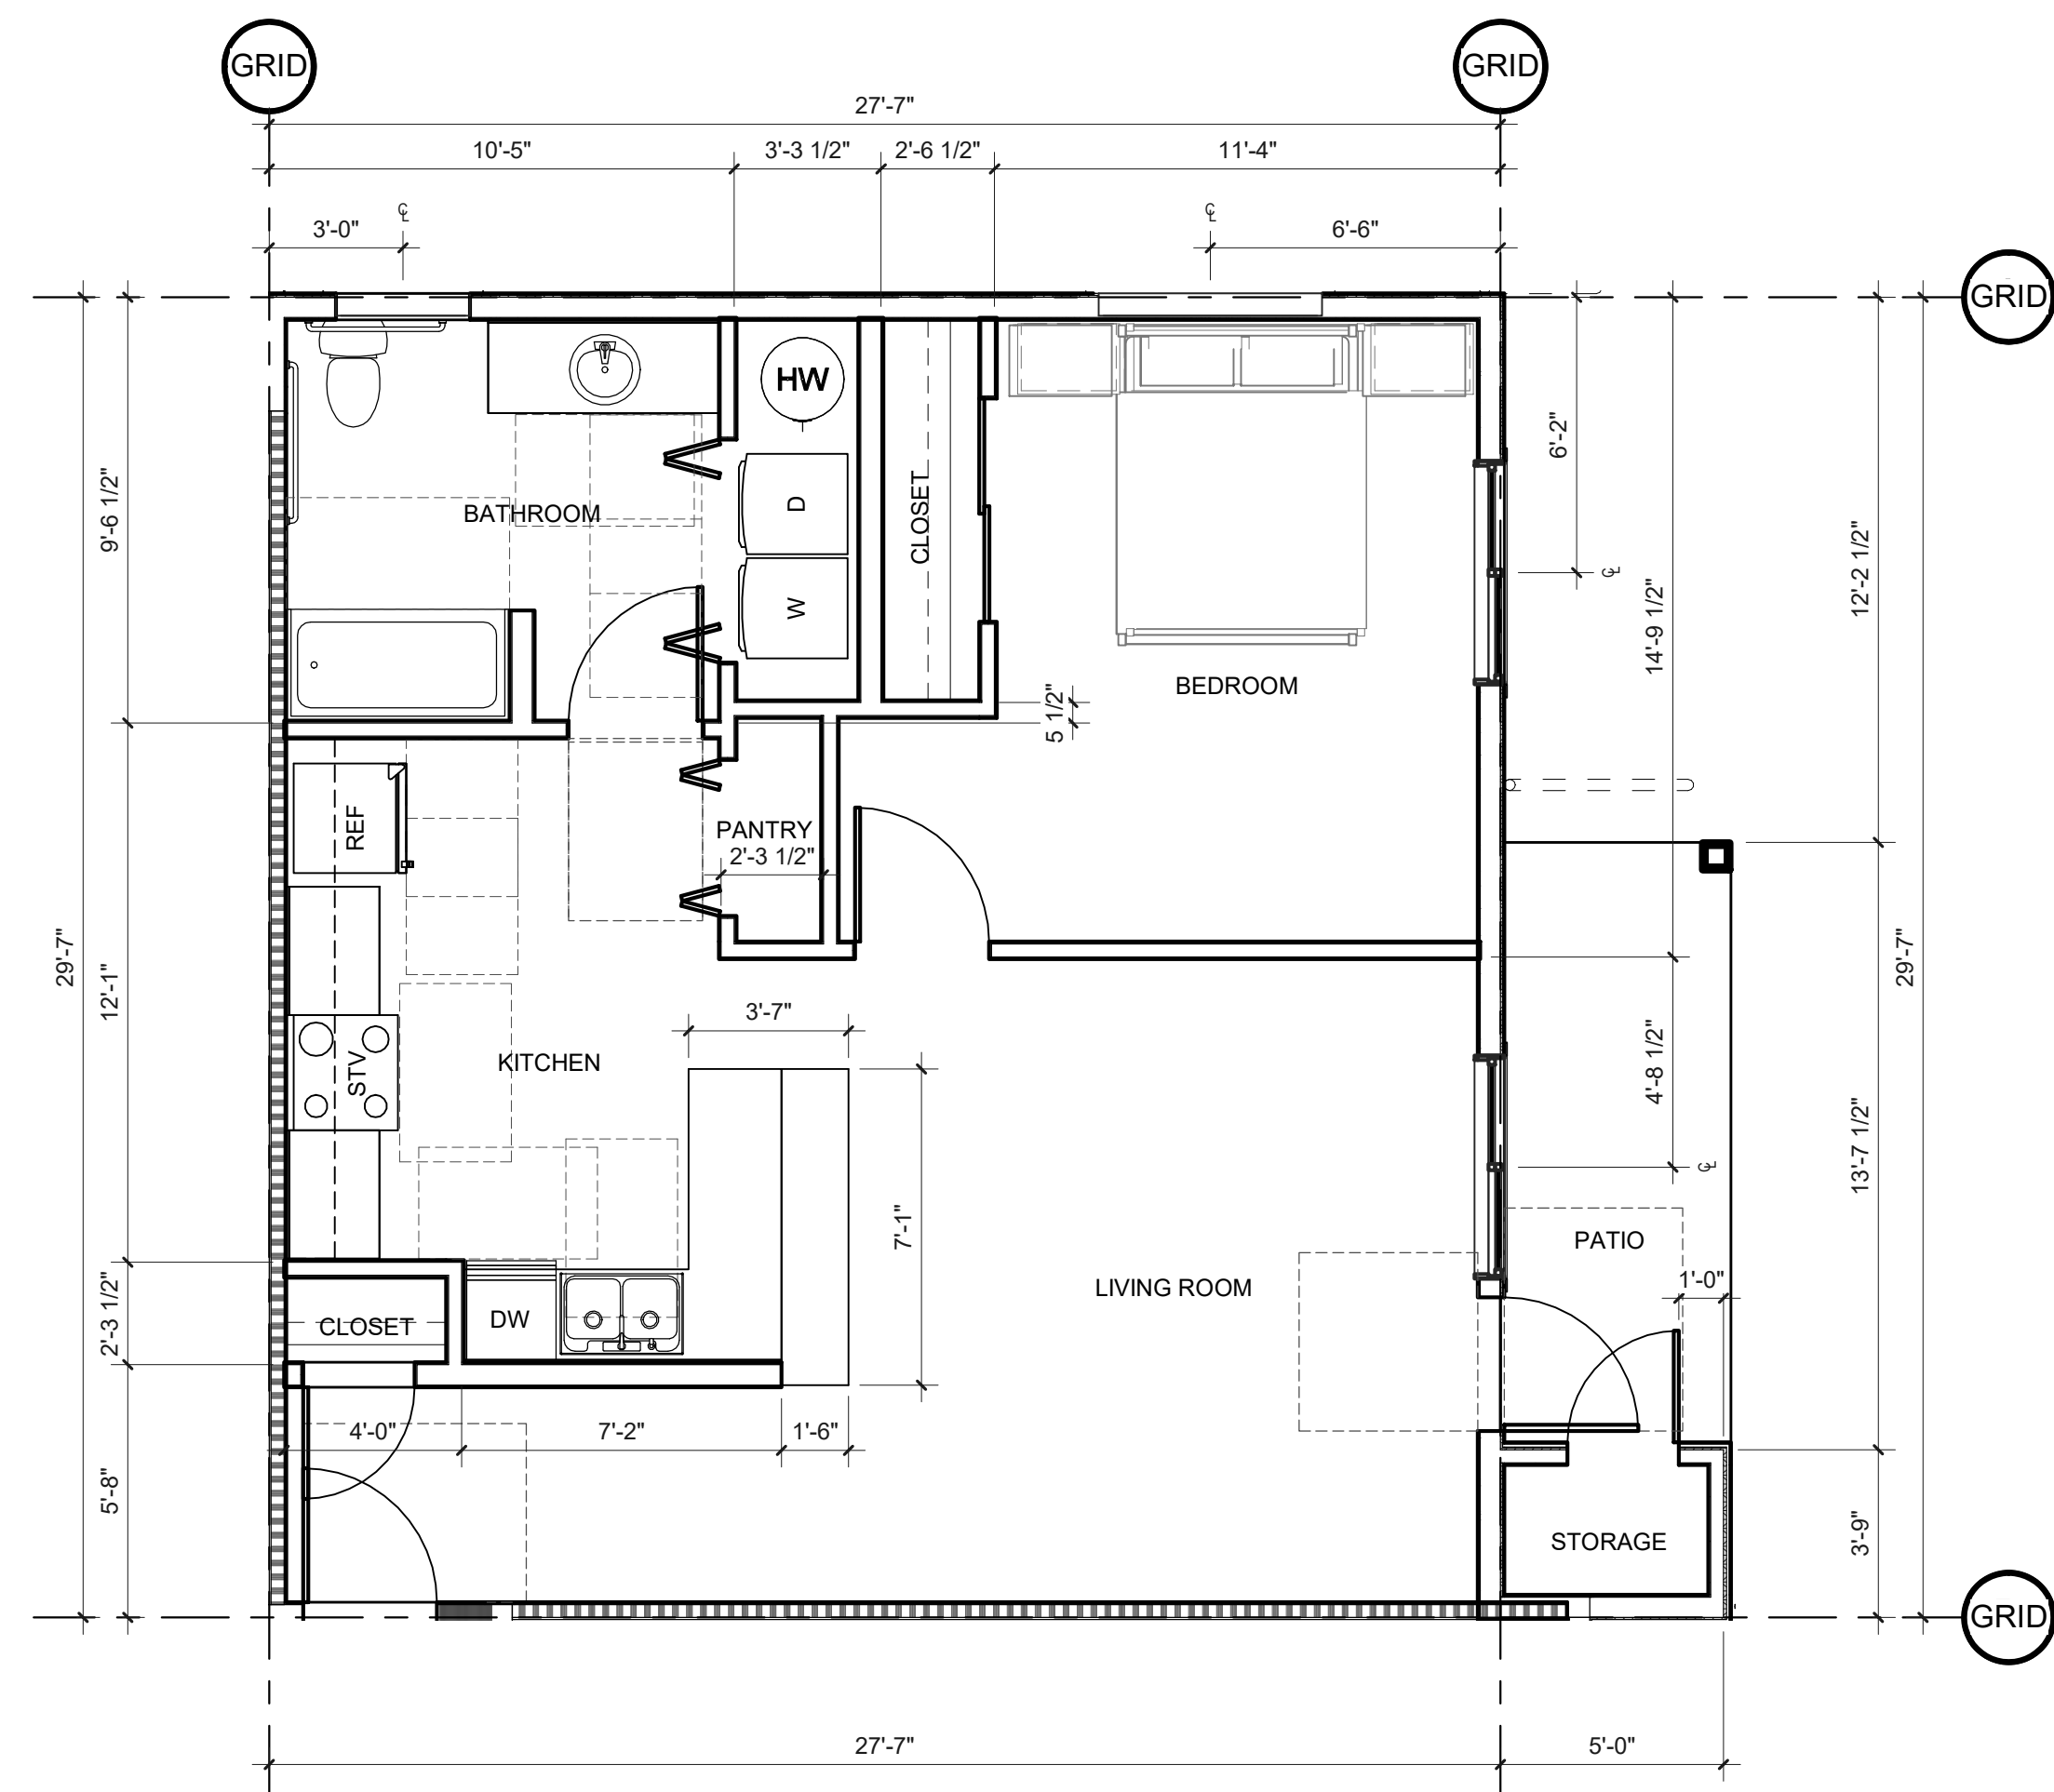 GRID
GRID
27'-7"
10'-5"
3'-3 1/2"
2'-6 1/2"
11'-4"
℄
℄
3'-0"
6'-6"
GRID
HW
6'-2"
9'-6 1/2"
BATHROOM
D
CLOSET
12'-2 1/2"
℄
W
14'-9 1/2"
BEDROOM
5 1/2"
REF
PANTRY
2'-3 1/2"
29'-7"
12'-1"
29'-7"
3'-7"
KITCHEN
STV
4'-8 1/2"
13'-7 1/2"
℄
7'-1"
PATIO
LIVING ROOM
1'-0"
2'-3 1/2"
CLOSET
DW
4'-0"
7'-2"
1'-6"
5'-8"
STORAGE
3'-9"
GRID
27'-7"
5'-0"